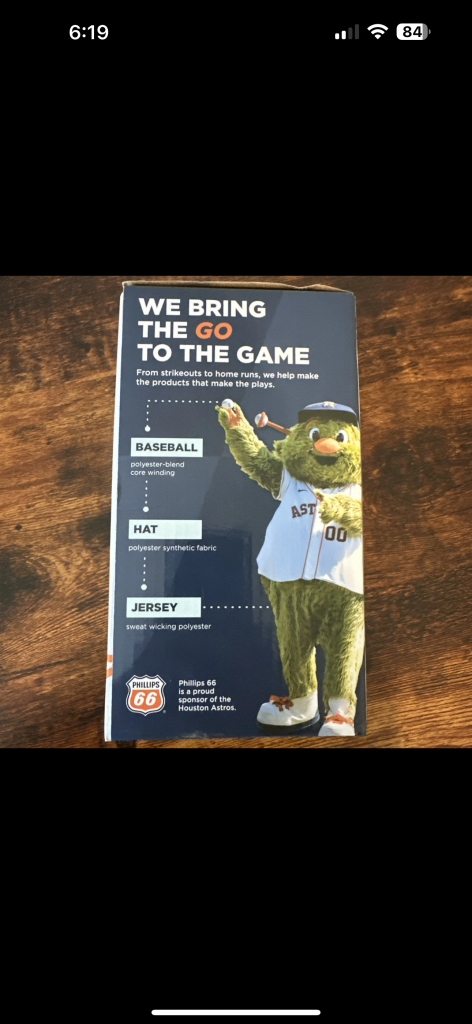 6:19
84
WE BRING
THE GO
TO THE GAME
From strikeouts to home runs, we help make
the products that make the plays.
BASEBALL
polyester-blend
core winding
HAT
polyester synthetic fabric
JERSEY
sweat wicking polyester
AST
00
PHILLIPS
66
Phillips 66
is a proud
sponsor of the
Houston Astros.